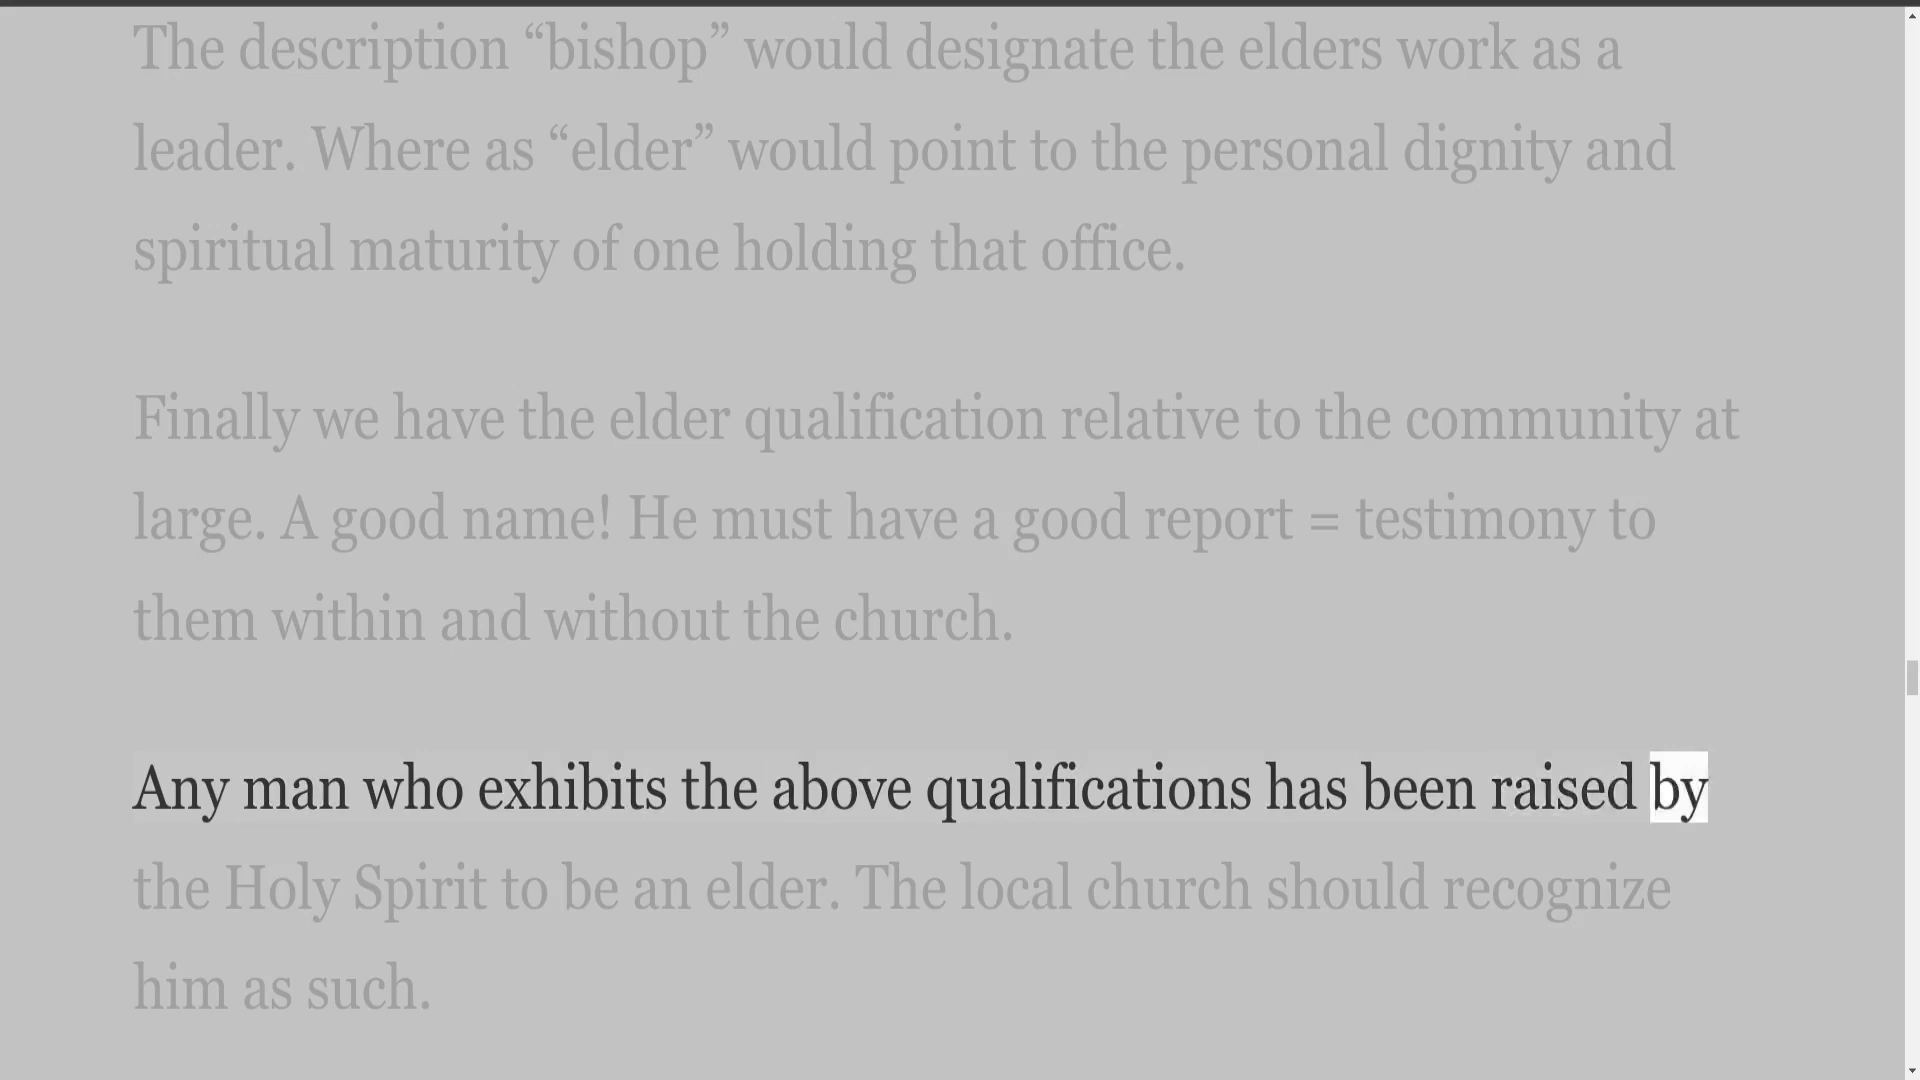 The description “bishop” would designate the elders work as a
leader. Where as “elder” would point to the personal dignity and
spiritual maturity of one holding that office.
Finally we have the elder qualification relative to the community at
large. A good name! He must have a good report = testimony to
them within and without the church.
Any man who exhibits the above qualifications has been raised by
the Holy Spirit to be an elder. The local church should recognize
him as such.